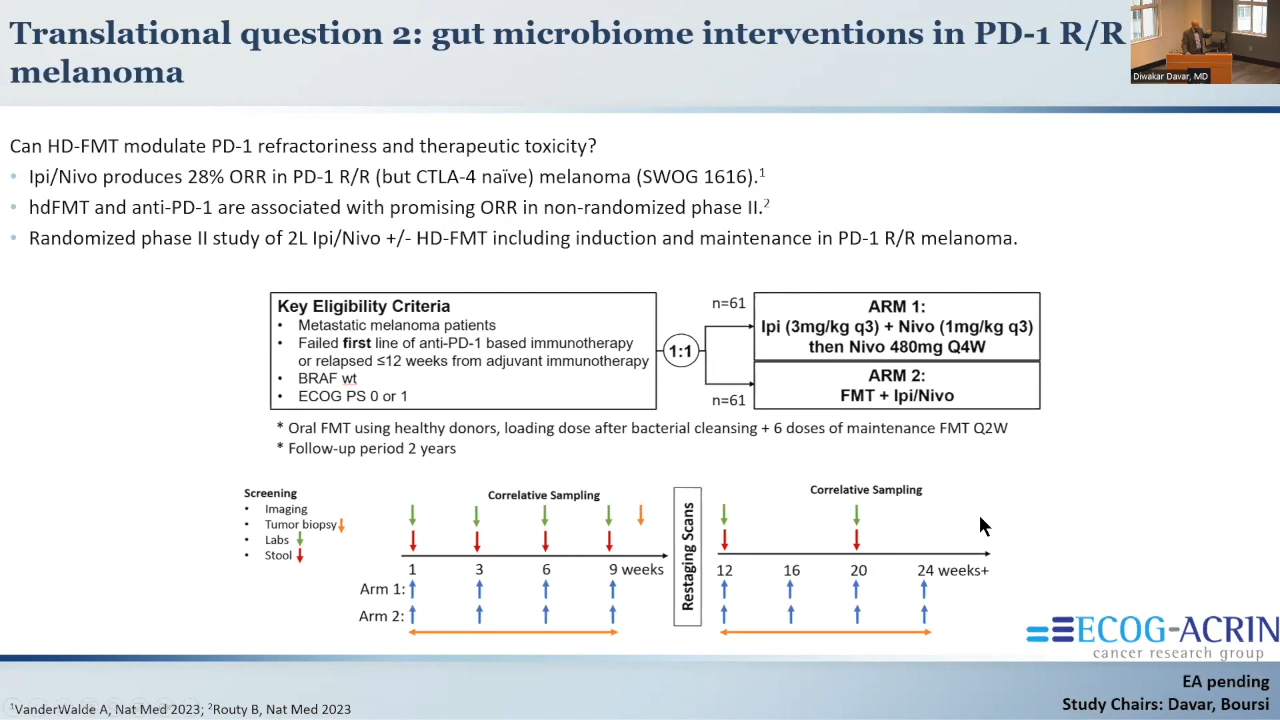 Translational question 2: gut microbiome interventions in PD-1 R/R
melanoma
Diwakar Davar, MD
Can HD-FMT modulate PD-1 refractoriness and therapeutic toxicity?
• Ipi/Nivo produces 28% ORR in PD-1 R/R (but CTLA-4 naïve) melanoma (SWOG 1616).1
• hdFMT and anti-PD-1 are associated with promising ORR in non-randomized phase II.2
• Randomized phase II study of 2L Ipi/Nivo +/- HD-FMT including induction and maintenance in PD-1 R/R melanoma.
Key Eligibility Criteria
• Metastatic melanoma patients
• Failed first line of anti-PD-1 based immunotherapy
or relapsed ≤12 weeks from adjuvant immunotherapy
• BRAF wt
• ECOG PS 0 or 1
1:1
n=61
n=61
ARM 1:
Ipi (3mg/kg q3) + Nivo (1mg/kg q3)
then Nivo 480mg Q4W
ARM 2:
FMT + Ipi/Nivo
* Oral FMT using healthy donors, loading dose after bacterial cleansing + 6 doses of maintenance FMT Q2W
* Follow-up period 2 years
Screening
• Imaging
• Tumor biopsy
• Labs
• Stool
Correlative Sampling
1 3 6 9 weeks
Arm 1:
Arm 2:
Restaging Scans
Correlative Sampling
12 16 20 24 weeks+
ECOG-ACRIN
cancer research group
EA pending
Study Chairs: Davar, Boursi
1VanderWalde A, Nat Med 2023; 2Routy B, Nat Med 2023